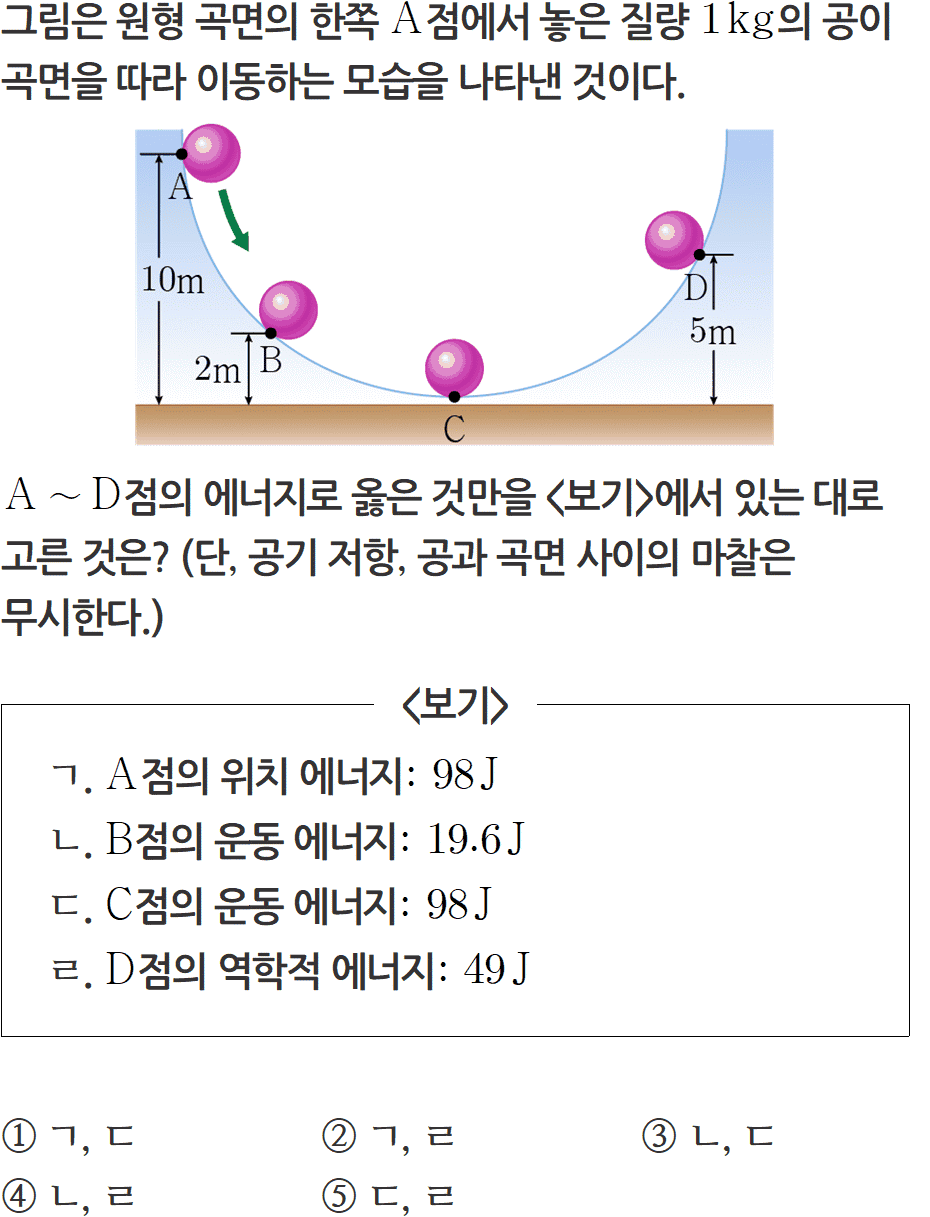 그림은 원형 곡면의 한쪽 A점에서 놓은 질량 1kg의 공이
곡면을 따라 이동하는 모습을 나타낸 것이다.
A
10m
B
2m
C
D
5m
A ~ D점의 에너지로 옳은 것만을 <보기>에서 있는 대로
고른 것은? (단, 공기 저항, 공과 곡면 사이의 마찰은
무시한다.)
<보기>
ㄱ. A점의 위치 에너지: 98J
ㄴ. B점의 운동 에너지: 19.6J
ㄷ. C점의 운동 에너지: 98J
ㄹ. D점의 역학적 에너지: 49J
① ㄱ, ㄷ ② ㄱ, ㄹ ③ ㄴ, ㄷ
④ ㄴ, ㄹ ⑤ ㄷ, ㄹ